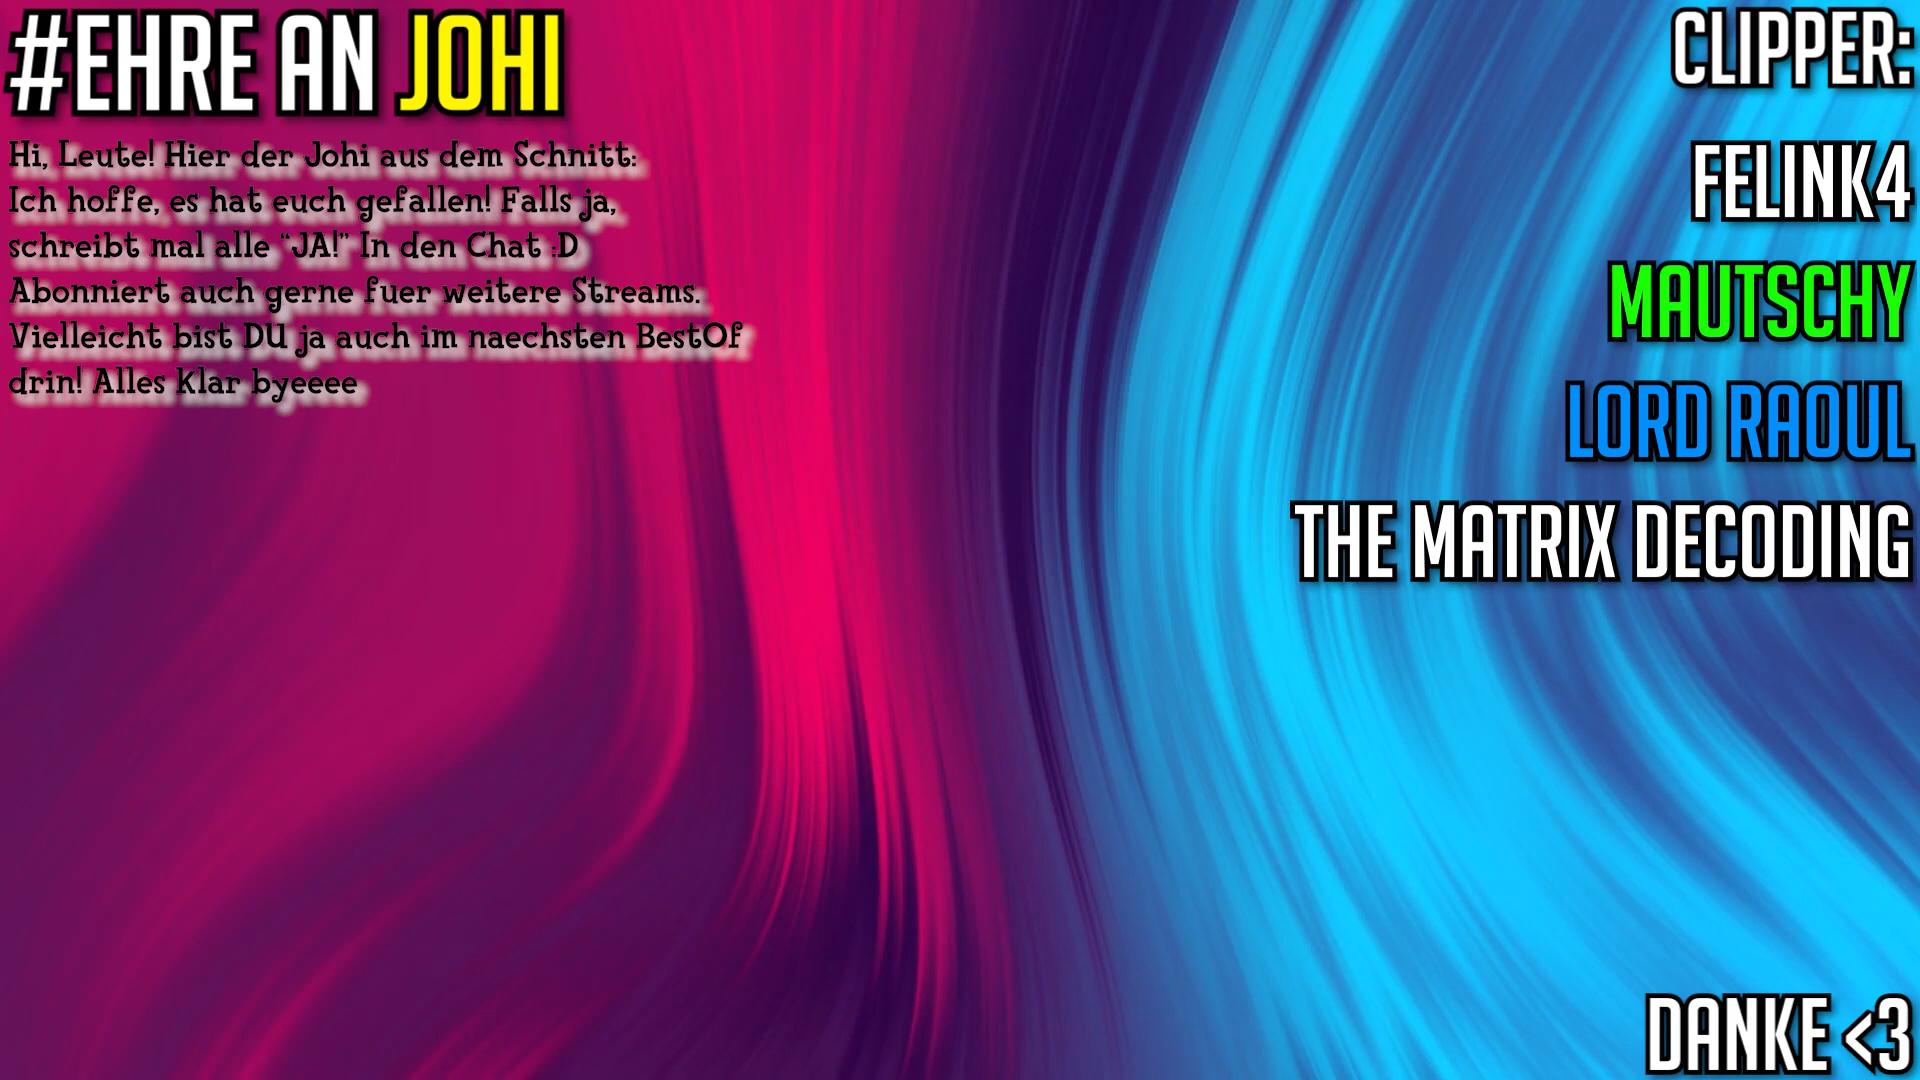 #EHRE AN JOHI
Hi, Leute! Hier der Johi aus dem Schnitt:
Ich hoffe, es hat euch gefallen! Falls ja,
schreibt mal alle “JA!” In den Chat :D
Abonniert auch gerne fuer weitere Streams.
Vielleicht bist DU ja auch im naechsten BestOf
drin! Alles Klar byeeee
CLIPPER:
FELINK4
MAUTSCHY
LORD RAOUL
THE MATRIX DECODING
DANKE <3